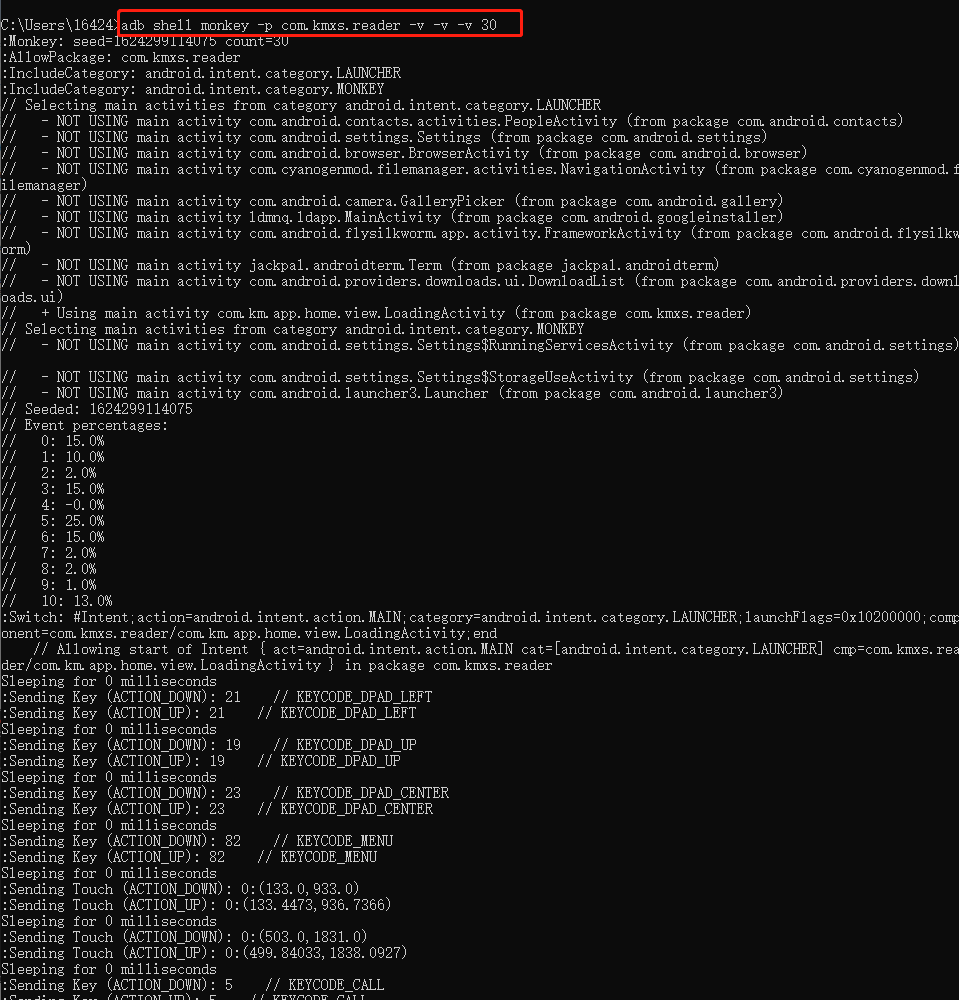 C:\Users\16424>adb shell monkey -p com.kmxs.reader -v -v -v 30
:Monkey: seed=1624299114075 count=30
:AllowPackage: com.kmxs.reader
:IncludeCategory: android.intent.category.LAUNCHER
:IncludeCategory: android.intent.category.MONKEY
// Selecting main activities from category android.intent.category.LAUNCHER
//   - NOT USING main activity com.android.contacts.activities.PeopleActivity (from package com.android.contacts)
//   - NOT USING main activity com.android.settings.Settings (from package com.android.settings)
//   - NOT USING main activity com.android.browser.BrowserActivity (from package com.android.browser)
//   - NOT USING main activity com.cyanogenmod.filemanager.activities.NavigationActivity (from package com.cyanogenmod.f
ilemanager)
//   - NOT USING main activity com.android.camera.GalleryPicker (from package com.android.gallery)
//   - NOT USING main activity ldmnq.ldapp.MainActivity (from package com.android.googleinstaller)
//   - NOT USING main activity com.android.flysilkworm.app.activity.FrameworkActivity (from package com.android.flysilkw
orm)
//   - NOT USING main activity jackpal.androidterm.Term (from package jackpal.androidterm)
//   - NOT USING main activity com.android.providers.downloads.ui.DownloadList (from package com.android.providers.downl
oads.ui)
//   + Using main activity com.km.app.home.view.LoadingActivity (from package com.kmxs.reader)
// Selecting main activities from category android.intent.category.MONKEY
//   - NOT USING main activity com.android.settings.Settings$RunningServicesActivity (from package com.android.settings)
//   - NOT USING main activity com.android.settings.Settings$StorageUseActivity (from package com.android.settings)
//   - NOT USING main activity com.android.launcher3.Launcher (from package com.android.launcher3)
// Seeded: 1624299114075
// Event percentages:
//   0: 15.0%
//   1: 10.0%
//   2: 2.0%
//   3: 15.0%
//   4: -0.0%
//   5: 25.0%
//   6: 15.0%
//   7: 2.0%
//   8: 2.0%
//   9: 1.0%
//   10: 13.0%
:Switch: #Intent;action=android.intent.action.MAIN;category=android.intent.category.LAUNCHER;launchFlags=0x10200000;comp
onent=com.kmxs.reader/com.km.app.home.view.LoadingActivity;end
    // Allowing start of Intent { act=android.intent.action.MAIN cat=[android.intent.category.LAUNCHER] cmp=com.kmxs.rea
der/com.km.app.home.view.LoadingActivity } in package com.kmxs.reader
Sleeping for 0 milliseconds
:Sending Key (ACTION_DOWN): 21    // KEYCODE_DPAD_LEFT
:Sending Key (ACTION_UP): 21    // KEYCODE_DPAD_LEFT
Sleeping for 0 milliseconds
:Sending Key (ACTION_DOWN): 19    // KEYCODE_DPAD_UP
:Sending Key (ACTION_UP): 19    // KEYCODE_DPAD_UP
Sleeping for 0 milliseconds
:Sending Key (ACTION_DOWN): 23    // KEYCODE_DPAD_CENTER
:Sending Key (ACTION_UP): 23    // KEYCODE_DPAD_CENTER
Sleeping for 0 milliseconds
:Sending Key (ACTION_DOWN): 82    // KEYCODE_MENU
:Sending Key (ACTION_UP): 82    // KEYCODE_MENU
Sleeping for 0 milliseconds
:Sending Touch (ACTION_DOWN): 0:(133.0,933.0)
:Sending Touch (ACTION_UP): 0:(133.4473,936.7366)
Sleeping for 0 milliseconds
:Sending Touch (ACTION_DOWN): 0:(503.0,1831.0)
:Sending Touch (ACTION_UP): 0:(499.84033,1838.0927)
Sleeping for 0 milliseconds
:Sending Key (ACTION_DOWN): 5    // KEYCODE_CALL
:Sending Key (ACTION_UP): 5    // KEYCODE_CALL